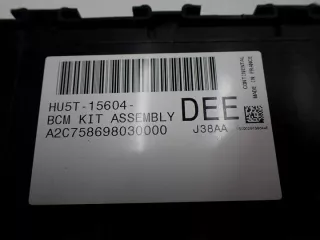 HU5T-15604-
BCM KIT ASSEMBLY
A2C758698030000
DEE
J38AA
CONTINENTAL
MADE IN FRANCE